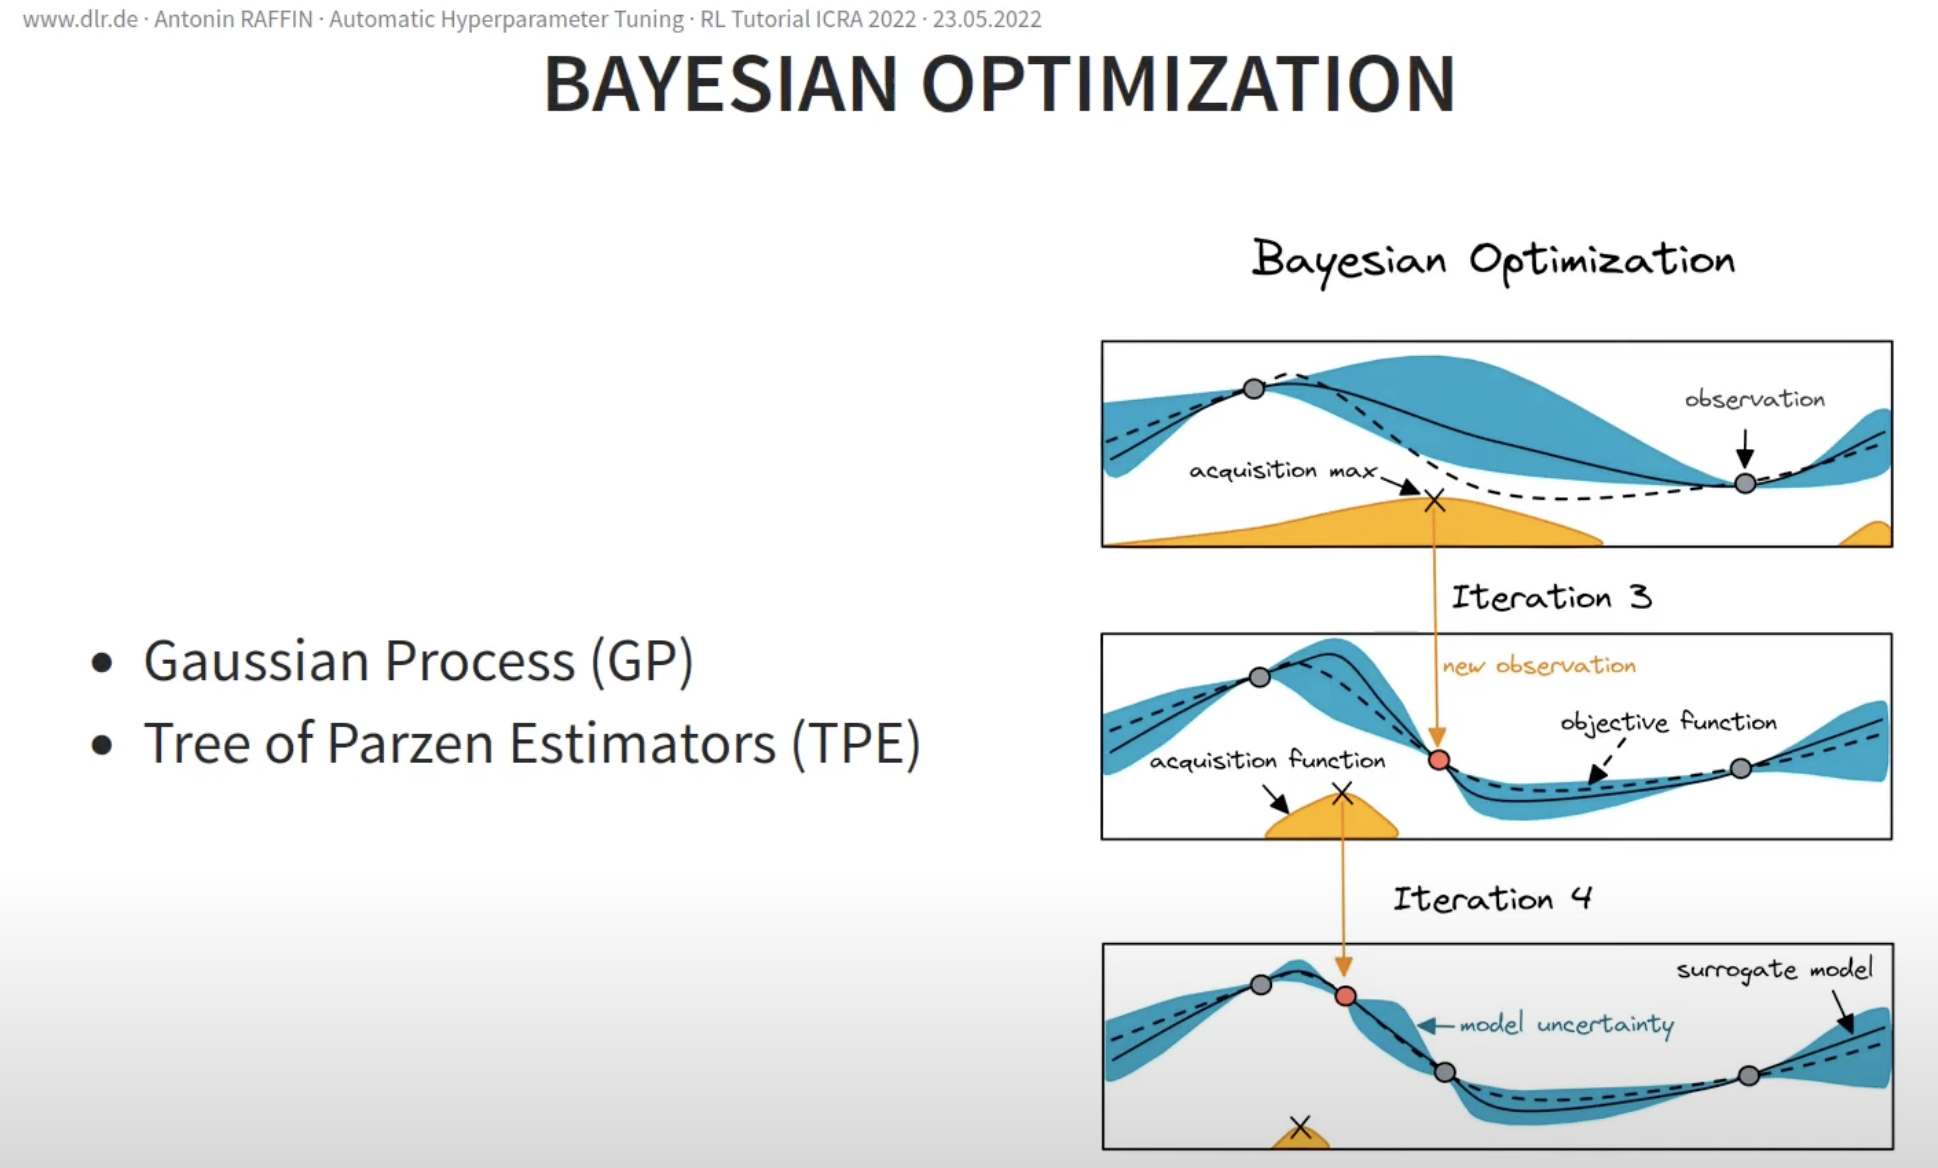 www.dlr.de · Antonin RAFFIN · Automatic Hyperparameter Tuning · RL Tutorial ICRA 2022 · 23.05.2022
BAYESIAN OPTIMIZATION
• Gaussian Process (GP)
• Tree of Parzen Estimators (TPE)
Bayesian Optimization
observation
acquisition max
Iteration 3
new observation
objective function
acquisition function
Iteration 4
surrogate model
model uncertainty